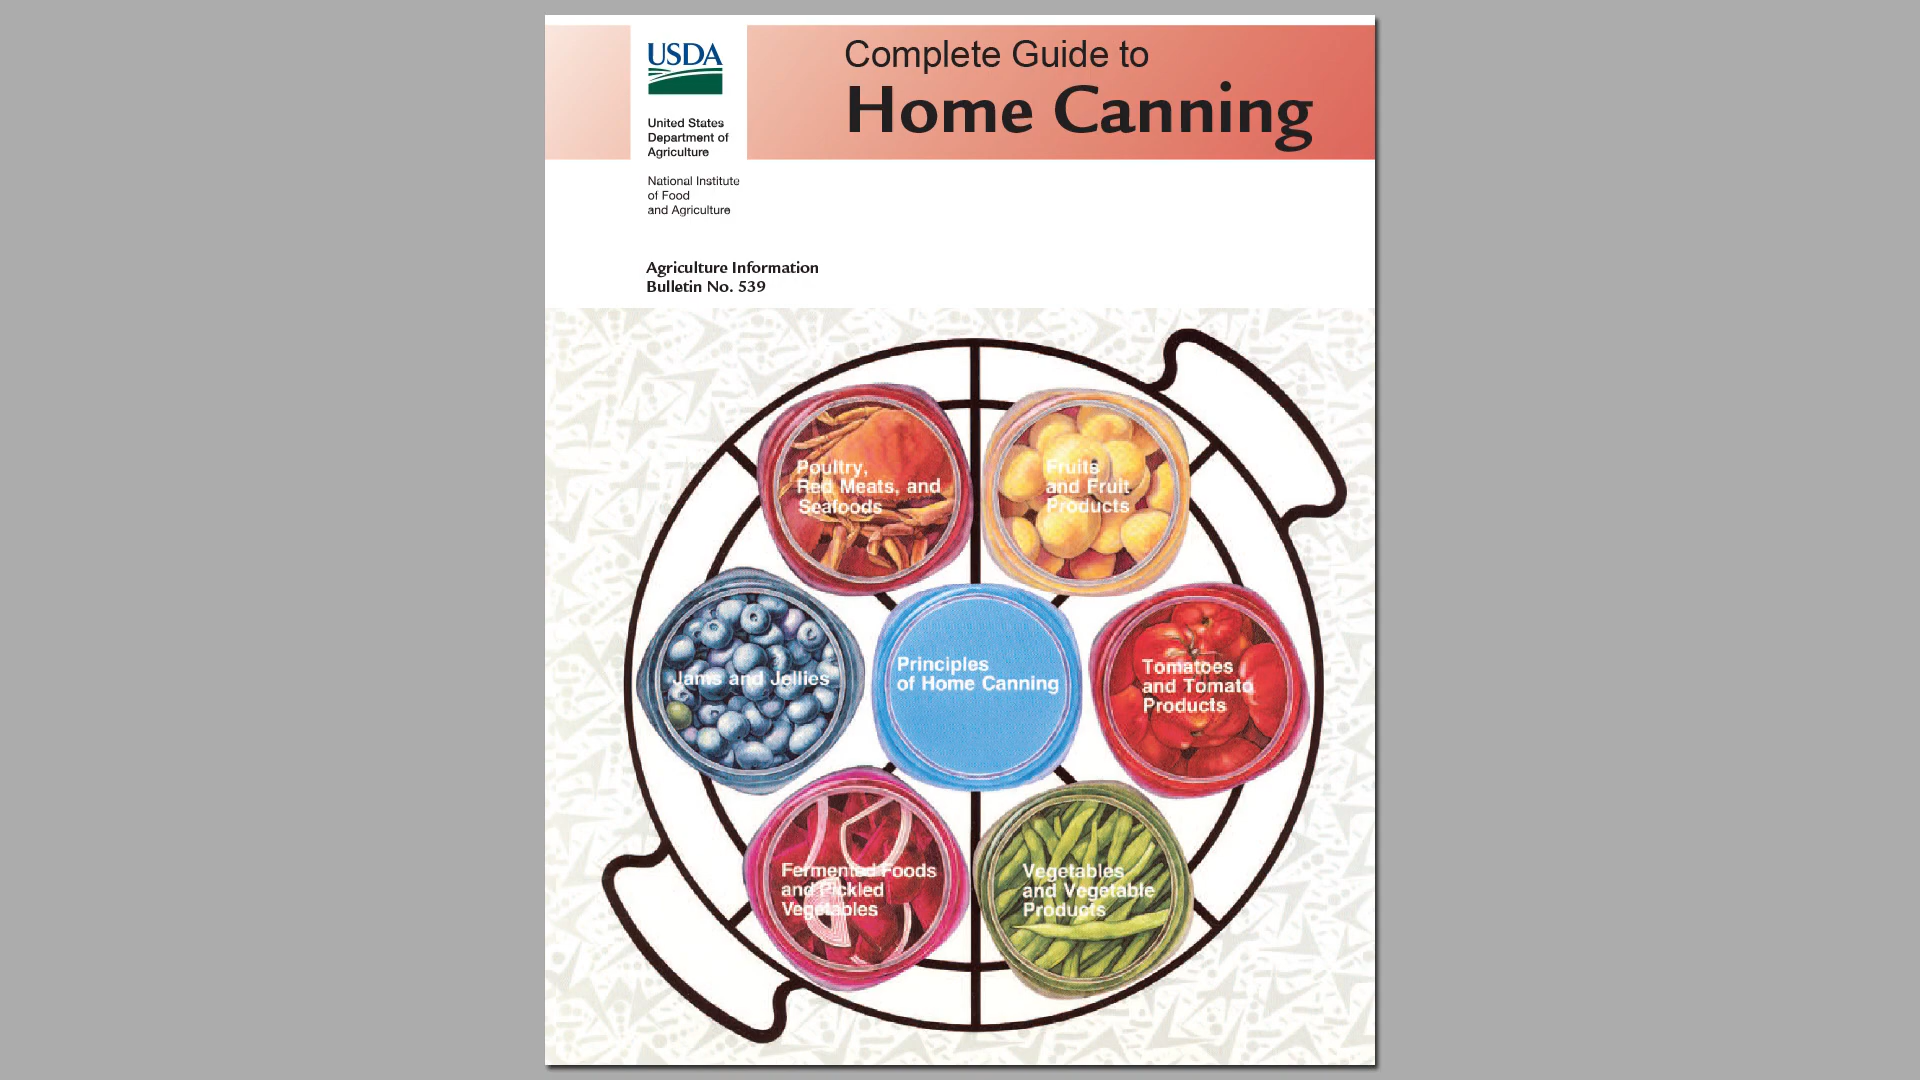 USDA
United States
Department of
Agriculture
National Institute
of Food
and Agriculture
Complete Guide to
Home Canning
Agriculture Information
Bulletin No. 539
Poultry,
Red Meats, and
Seafoods
Fruits
and Fruit
Products
Jams and Jellies
Principles
of Home Canning
Tomatoes
and Tomato
Products
Fermented Foods
and Pickled
Vegetables
Vegetables
and Vegetable
Products